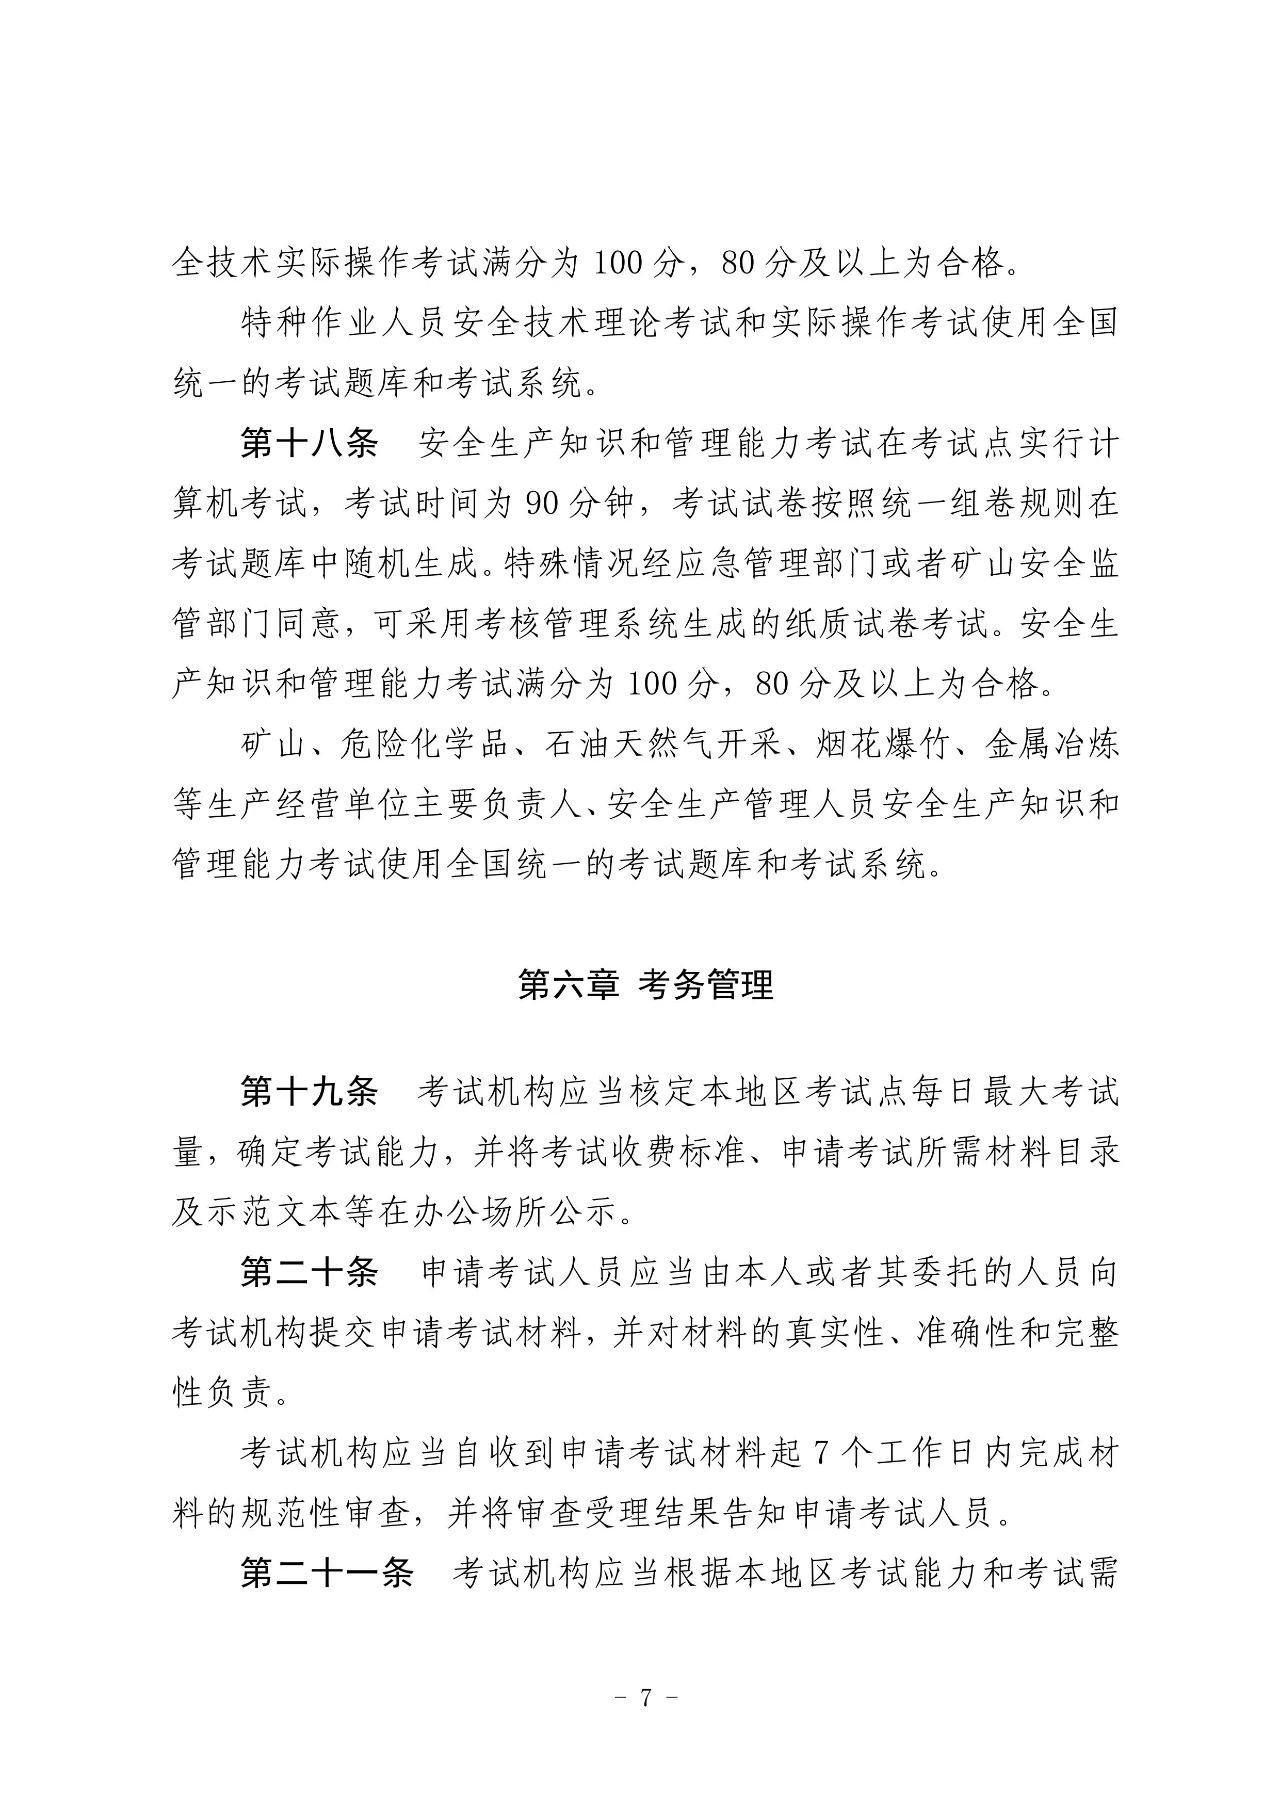 全技术实际操作考试满分为 100 分，80 分及以上为合格。
特种作业人员安全技术理论考试和实际操作考试使用全国
统一的考试题库和考试系统。
第十八条　安全生产知识和管理能力考试在考试点实行计
算机考试，考试时间为 90 分钟，考试试卷按照统一组卷规则在
考试题库中随机生成。特殊情况经应急管理部门或者矿山安全监
管部门同意，可采用考核管理系统生成的纸质试卷考试。安全生
产知识和管理能力考试满分为 100 分，80 分及以上为合格。
矿山、危险化学品、石油天然气开采、烟花爆竹、金属冶炼
等生产经营单位主要负责人、安全生产管理人员安全生产知识和
管理能力考试使用全国统一的考试题库和考试系统。
第六章 考务管理
第十九条　考试机构应当核定本地区考试点每日最大考试
量，确定考试能力，并将考试收费标准、申请考试所需材料目录
及示范文本等在办公场所公示。
第二十条　申请考试人员应当由本人或者其委托的人员向
考试机构提交申请考试材料，并对材料的真实性、准确性和完整
性负责。
考试机构应当自收到申请考试材料起 7 个工作日内完成材
料的规范性审查，并将审查受理结果告知申请考试人员。
第二十一条　考试机构应当根据本地区考试能力和考试需
- 7 -